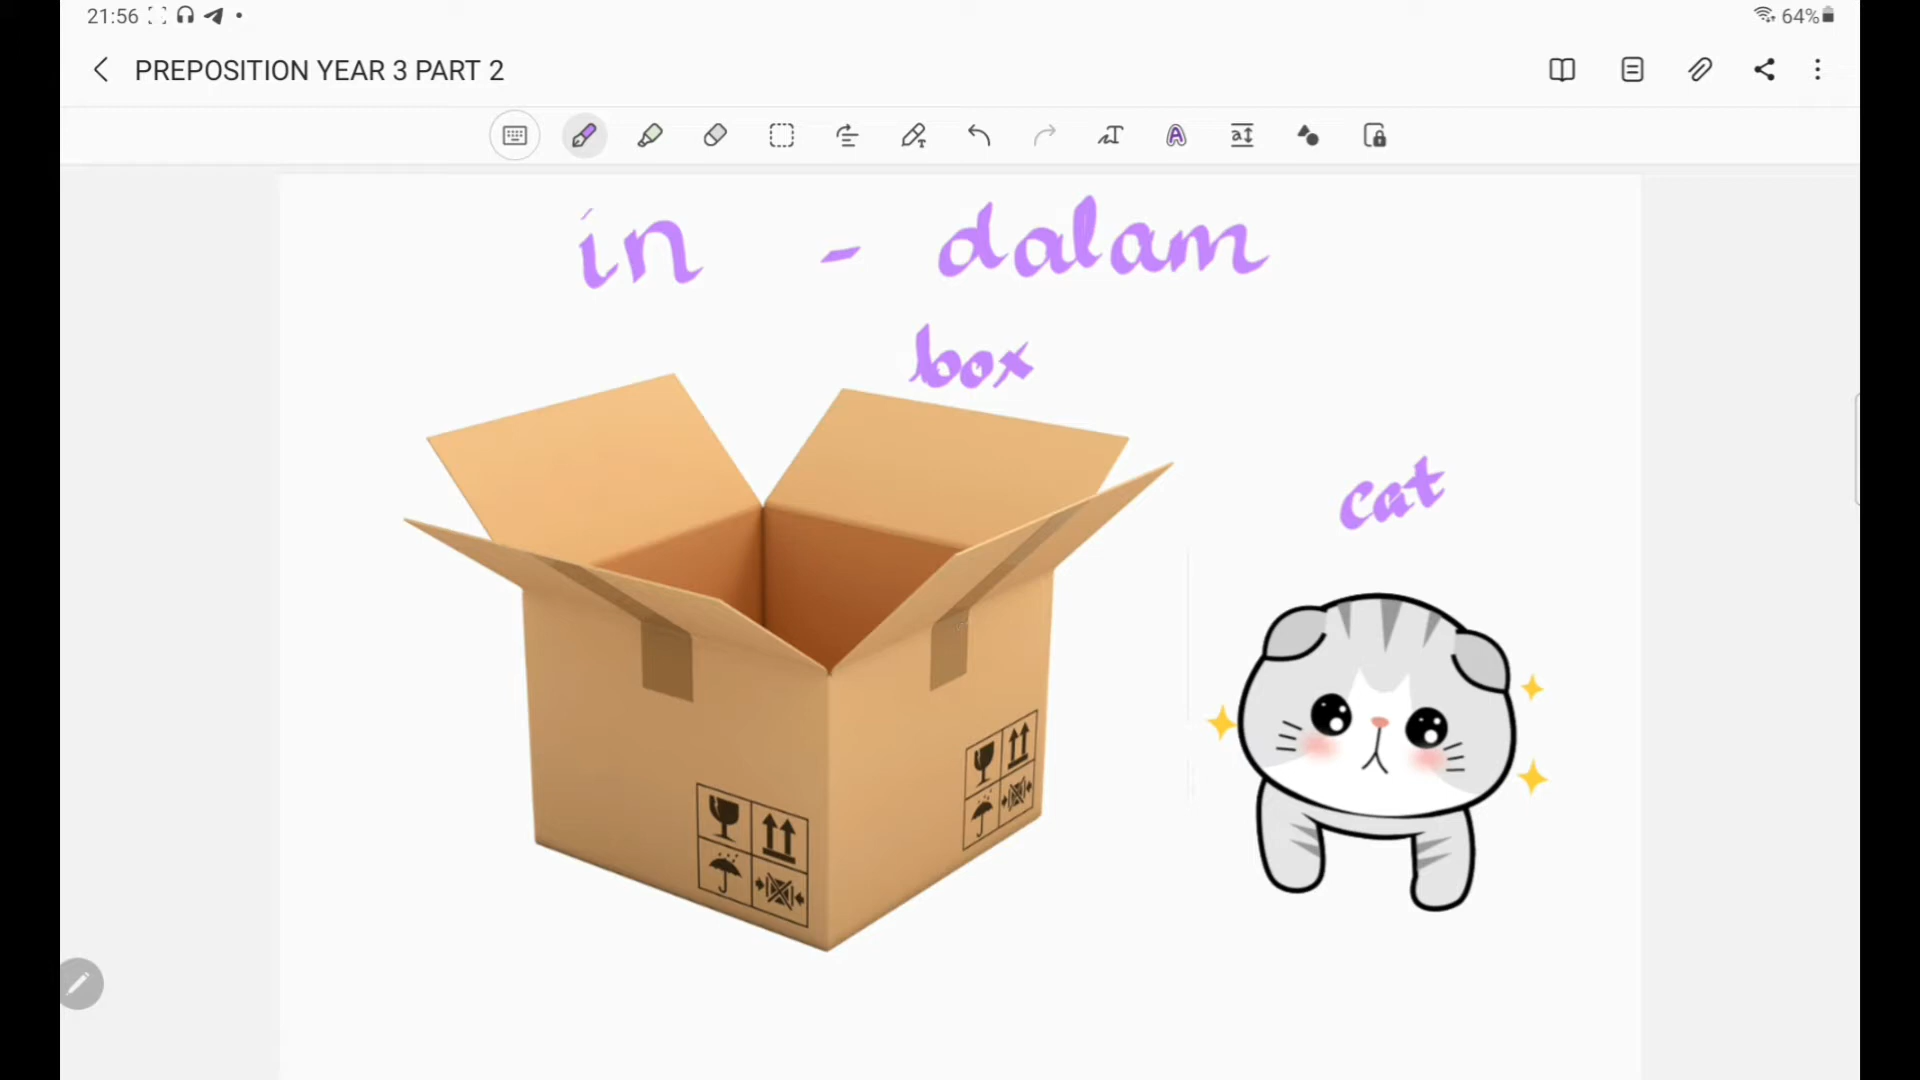 21:56
64%
PREPOSITION YEAR 3 PART 2
in - dalam
box
cat